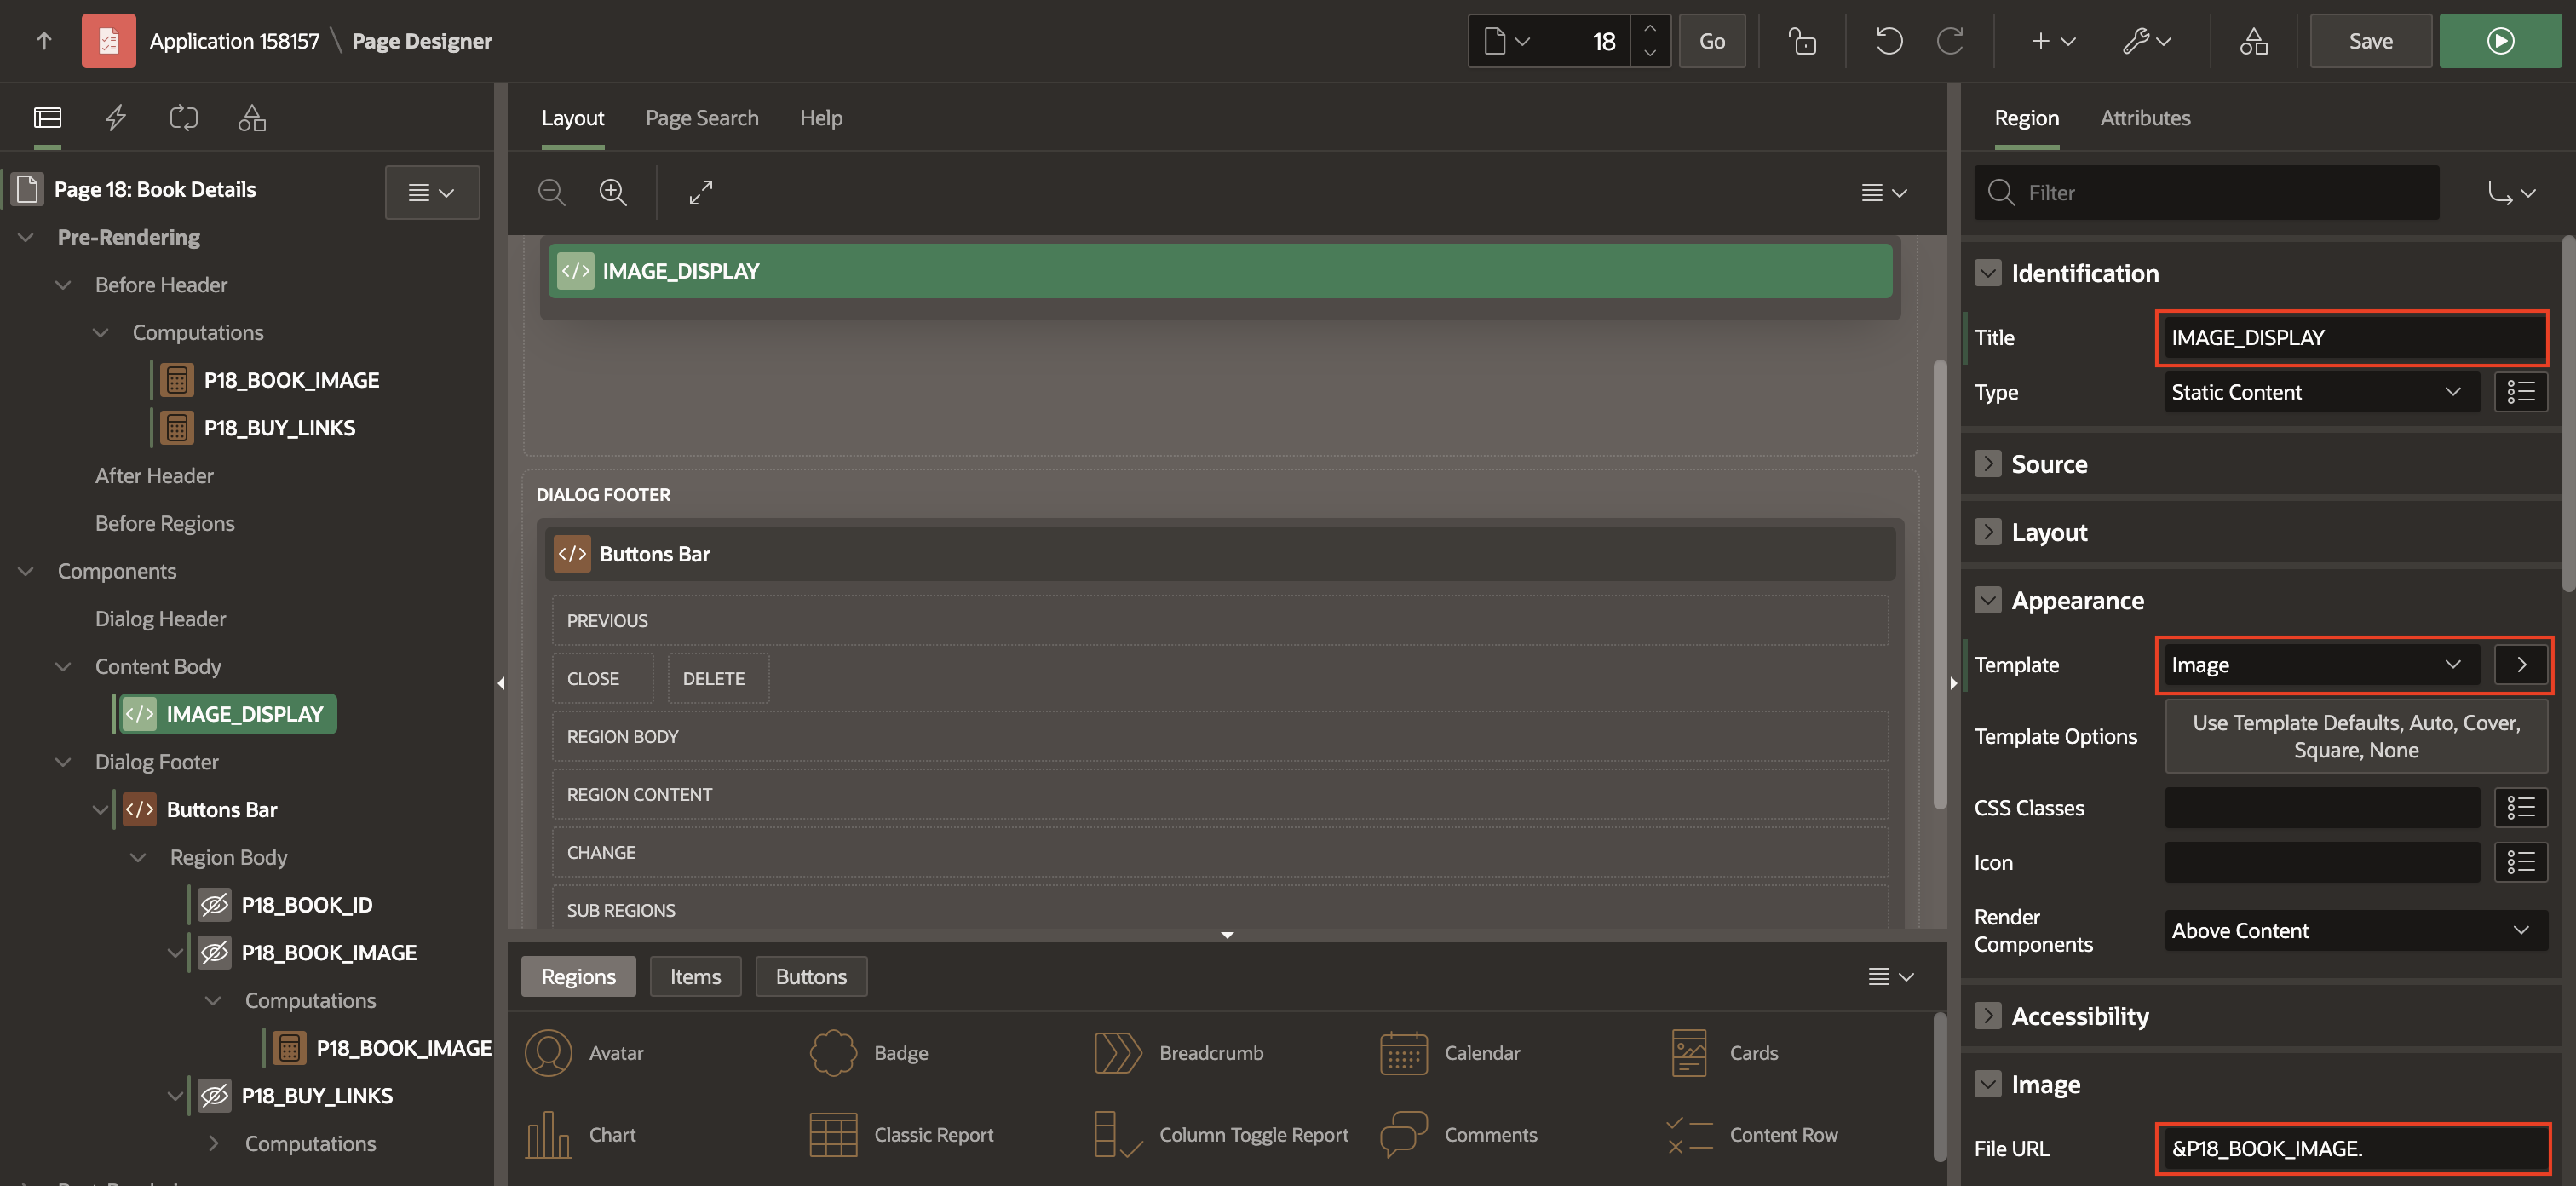 Application 158157 \ Page Designer
18
Go
Save
Layout
Page Search
Help
Region
Attributes
Page 18: Book Details
Pre-Rendering
Before Header
Computations
P18_BOOK_IMAGE
P18_BUY_LINKS
After Header
Before Regions
Components
Dialog Header
Content Body
</> IMAGE_DISPLAY
Dialog Footer
</> Buttons Bar
Region Body
P18_BOOK_ID
P18_BOOK_IMAGE
Computations
P18_BOOK_IMAGE
P18_BUY_LINKS
Computations
</> IMAGE_DISPLAY
DIALOG FOOTER
</> Buttons Bar
PREVIOUS
CLOSE
DELETE
REGION BODY
REGION CONTENT
CHANGE
SUB REGIONS
Regions
Items
Buttons
Avatar
Badge
Breadcrumb
Calendar
Cards
Chart
Classic Report
Column Toggle Report
Comments
Content Row
Filter
Identification
Title
IMAGE_DISPLAY
Type
Static Content
Source
Layout
Appearance
Template
Image
Template Options
Use Template Defaults, Auto, Cover,
Square, None
CSS Classes
Icon
Render
Components
Above Content
Accessibility
Image
File URL
&P18_BOOK_IMAGE.